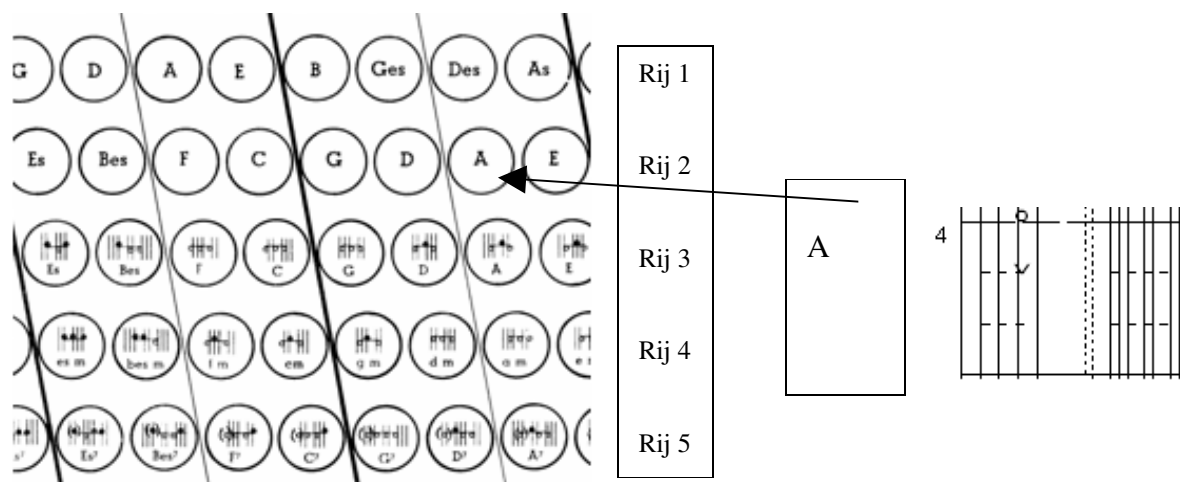 G D A E B Ges Des As
Es Bes F C G D A E
Es Bes F C G D A E
es m bes m f m em g m d m a m e
s⁷ Es⁷ Bes⁷ F⁷ C⁷ G⁷ D⁷ A⁷
Rij 1
Rij 2
Rij 3
Rij 4
Rij 5
A
4